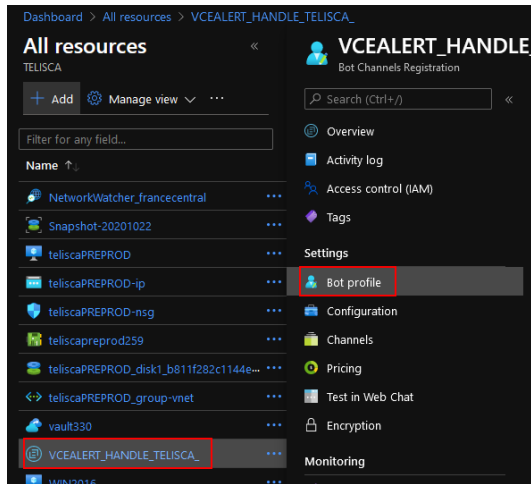 Dashboard > All resources > VCEALERT_HANDLE_TELISCA_
All resources «
TELISCA
+ Add Manage view ...
Filter for any field...
Name ↑↓
NetworkWatcher_francecentral ...
Snapshot-20201022 ...
teliscaPREPROD ...
teliscaPREPROD-ip ...
teliscaPREPROD-nsg ...
teliscapreprod259 ...
teliscaPREPROD_disk1_b811f282c1144e... ...
teliscaPREPROD_group-vnet ...
vault330 ...
VCEALERT_HANDLE_TELISCA_ ...
WIN2016 ...
VCEALERT_HANDLE_
Bot Channels Registration
Search (Ctrl+/) «
Overview
Activity log
Access control (IAM)
Tags
Settings
Bot profile
Configuration
Channels
Pricing
Test in Web Chat
Encryption
Monitoring